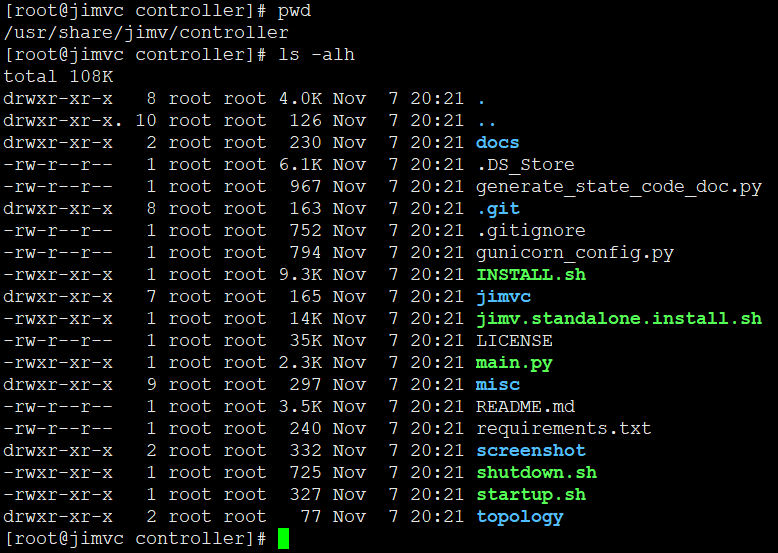 [root@jimvc controller]# pwd
/usr/share/jimv/controller
[root@jimvc controller]# ls -alh
total 108K
drwxr-xr-x   8 root root 4.0K Nov  7 20:21 .
drwxr-xr-x. 10 root root  126 Nov  7 20:21 ..
drwxr-xr-x   2 root root  230 Nov  7 20:21 docs
-rw-r--r--   1 root root 6.1K Nov  7 20:21 .DS_Store
-rw-r--r--   1 root root  967 Nov  7 20:21 generate_state_code_doc.py
drwxr-xr-x   8 root root  163 Nov  7 20:21 .git
-rw-r--r--   1 root root  752 Nov  7 20:21 .gitignore
-rw-r--r--   1 root root  794 Nov  7 20:21 gunicorn_config.py
-rwxr-xr-x   1 root root 9.3K Nov  7 20:21 INSTALL.sh
drwxr-xr-x   7 root root  165 Nov  7 20:21 jimvc
-rwxr-xr-x   1 root root  14K Nov  7 20:21 jimv.standalone.install.sh
-rw-r--r--   1 root root  35K Nov  7 20:21 LICENSE
-rwxr-xr-x   1 root root 2.3K Nov  7 20:21 main.py
drwxr-xr-x   9 root root  297 Nov  7 20:21 misc
-rw-r--r--   1 root root 3.5K Nov  7 20:21 README.md
-rw-r--r--   1 root root  240 Nov  7 20:21 requirements.txt
drwxr-xr-x   2 root root  332 Nov  7 20:21 screenshot
-rwxr-xr-x   1 root root  725 Nov  7 20:21 shutdown.sh
-rwxr-xr-x   1 root root  327 Nov  7 20:21 startup.sh
drwxr-xr-x   2 root root   77 Nov  7 20:21 topology
[root@jimvc controller]#